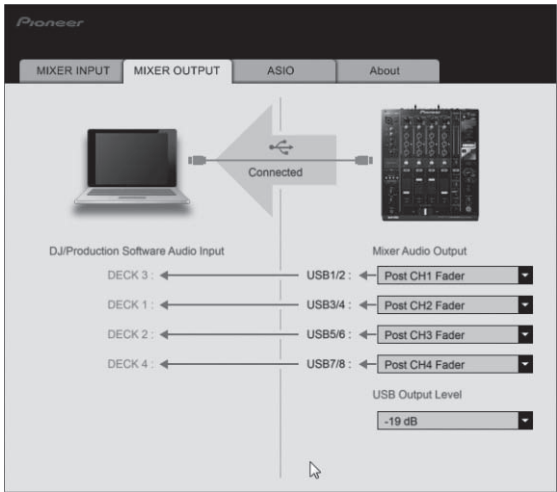 Pioneer
MIXER INPUT MIXER OUTPUT ASIO About
Connected
DJ/Production Software Audio Input Mixer Audio Output
DECK 3 : USB1/2 : Post CH1 Fader
DECK 1 : USB3/4 : Post CH2 Fader
DECK 2 : USB5/6 : Post CH3 Fader
DECK 4 : USB7/8 : Post CH4 Fader
USB Output Level
-19 dB